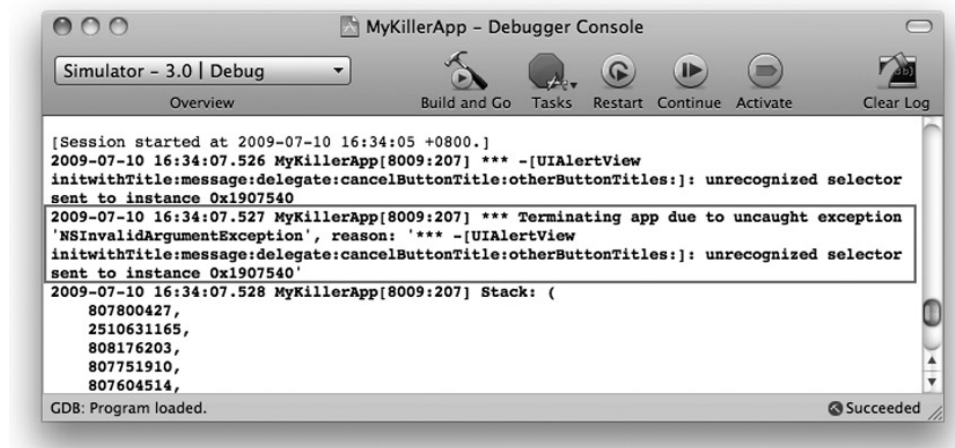 MyKillerApp – Debugger Console
Simulator – 3.0 | Debug
Overview
Build and Go
Tasks
Restart
Continue
Activate
Clear Log
[Session started at 2009-07-10 16:34:05 +0800.]
2009-07-10 16:34:07.526 MyKillerApp[8009:207] *** -[UIAlertView
initwithTitle:message:delegate:cancelButtonTitle:otherButtonTitles:]: unrecognized selector
sent to instance 0x1907540
2009-07-10 16:34:07.527 MyKillerApp[8009:207] *** Terminating app due to uncaught exception
'NSInvalidArgumentException', reason: '*** -[UIAlertView
initwithTitle:message:delegate:cancelButtonTitle:otherButtonTitles:]: unrecognized selector
sent to instance 0x1907540'
2009-07-10 16:34:07.528 MyKillerApp[8009:207] Stack: (
807800427,
2510631165,
808176203,
807751910,
807604514,
GDB: Program loaded.
Succeeded